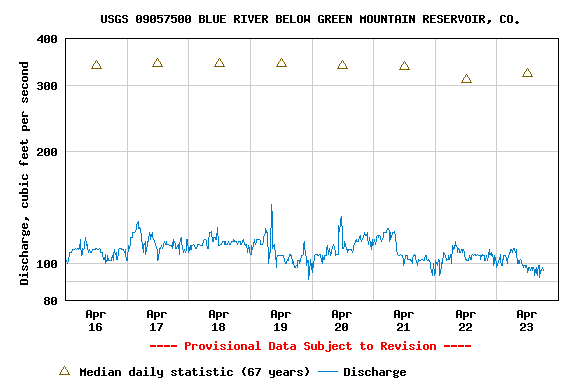 USGS 09057500 BLUE RIVER BELOW GREEN MOUNTAIN RESERVOIR, CO.
Discharge, cubic feet per second
400
300
200
100
80
Apr 16
Apr 17
Apr 18
Apr 19
Apr 20
Apr 21
Apr 22
Apr 23
---- Provisional Data Subject to Revision ----
Median daily statistic (67 years)
Discharge